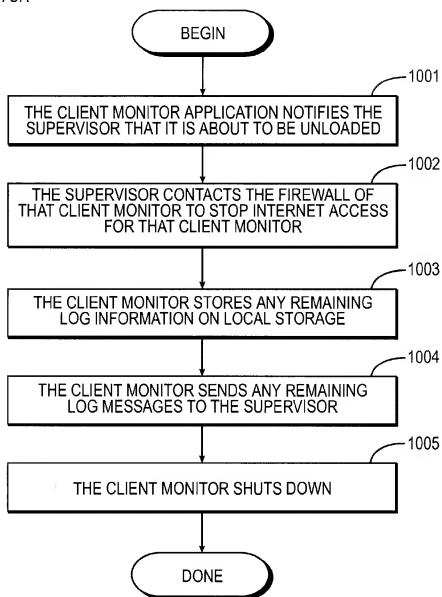 BEGIN
1001
THE CLIENT MONITOR APPLICATION NOTIFIES THE
SUPERVISOR THAT IT IS ABOUT TO BE UNLOADED
1002
THE SUPERVISOR CONTACTS THE FIREWALL OF
THAT CLIENT MONITOR TO STOP INTERNET ACCESS
FOR THAT CLIENT MONITOR
1003
THE CLIENT MONITOR STORES ANY REMAINING
LOG INFORMATION ON LOCAL STORAGE
1004
THE CLIENT MONITOR SENDS ANY REMAINING
LOG MESSAGES TO THE SUPERVISOR
1005
THE CLIENT MONITOR SHUTS DOWN
DONE